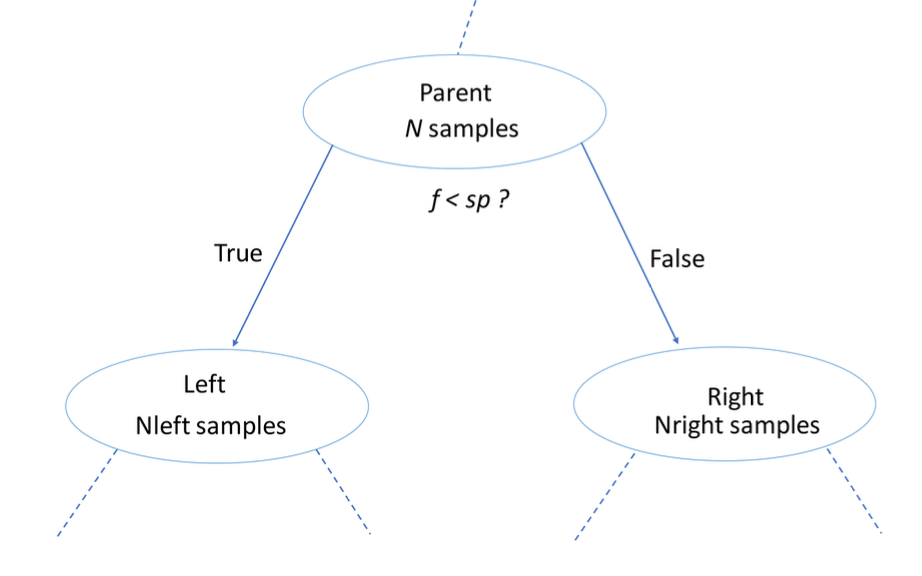 Parent
N samples
f < sp ?
True
False
Left
Nleft samples
Right
Nright samples